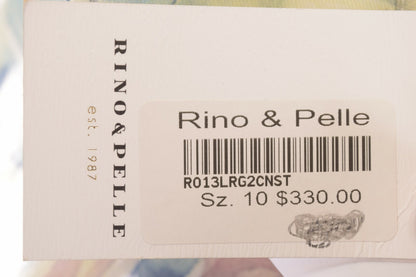 RINO & PELLE
est. 1987
Rino & Pelle
R013LRG2CNST
Sz. 10 $330.00